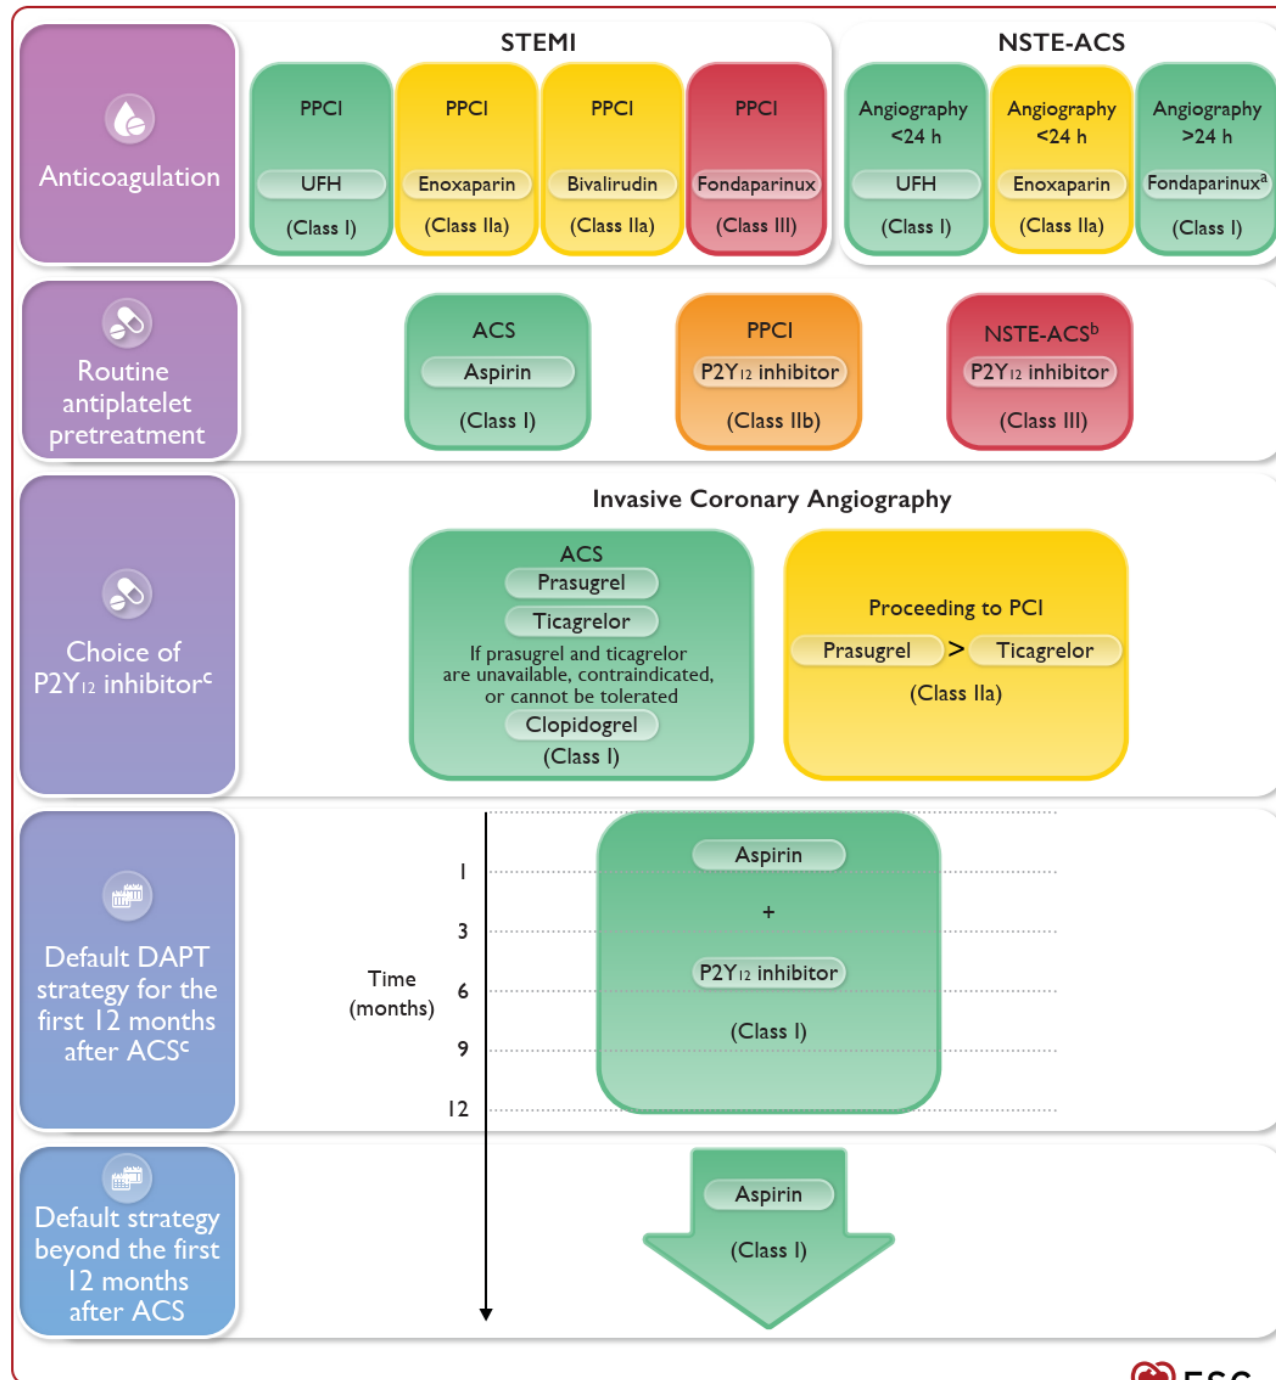 STEMI
NSTE-ACS
Anticoagulation
PPCI
UFH
(Class I)
PPCI
Enoxaparin
(Class IIa)
PPCI
Bivalirudin
(Class IIa)
PPCI
Fondaparinux
(Class III)
Angiography
<24 h
UFH
(Class I)
Angiography
<24 h
Enoxaparin
(Class IIa)
Angiography
>24 h
Fondaparinuxᵃ
(Class I)
Routine
antiplatelet
pretreatment
ACS
Aspirin
(Class I)
PPCI
P2Y₁₂ inhibitor
(Class IIb)
NSTE-ACSᵇ
P2Y₁₂ inhibitor
(Class III)
Choice of
P2Y₁₂ inhibitorᶜ
Invasive Coronary Angiography
ACS
Prasugrel
Ticagrelor
If prasugrel and ticagrelor
are unavailable, contraindicated,
or cannot be tolerated
Clopidogrel
(Class I)
Proceeding to PCI
Prasugrel > Ticagrelor
(Class IIa)
Default DAPT
strategy for the
first 12 months
after ACSᶜ
Time
(months)
1
3
6
9
12
Aspirin
+
P2Y₁₂ inhibitor
(Class I)
Default strategy
beyond the first
12 months
after ACS
Aspirin
(Class I)
ESC